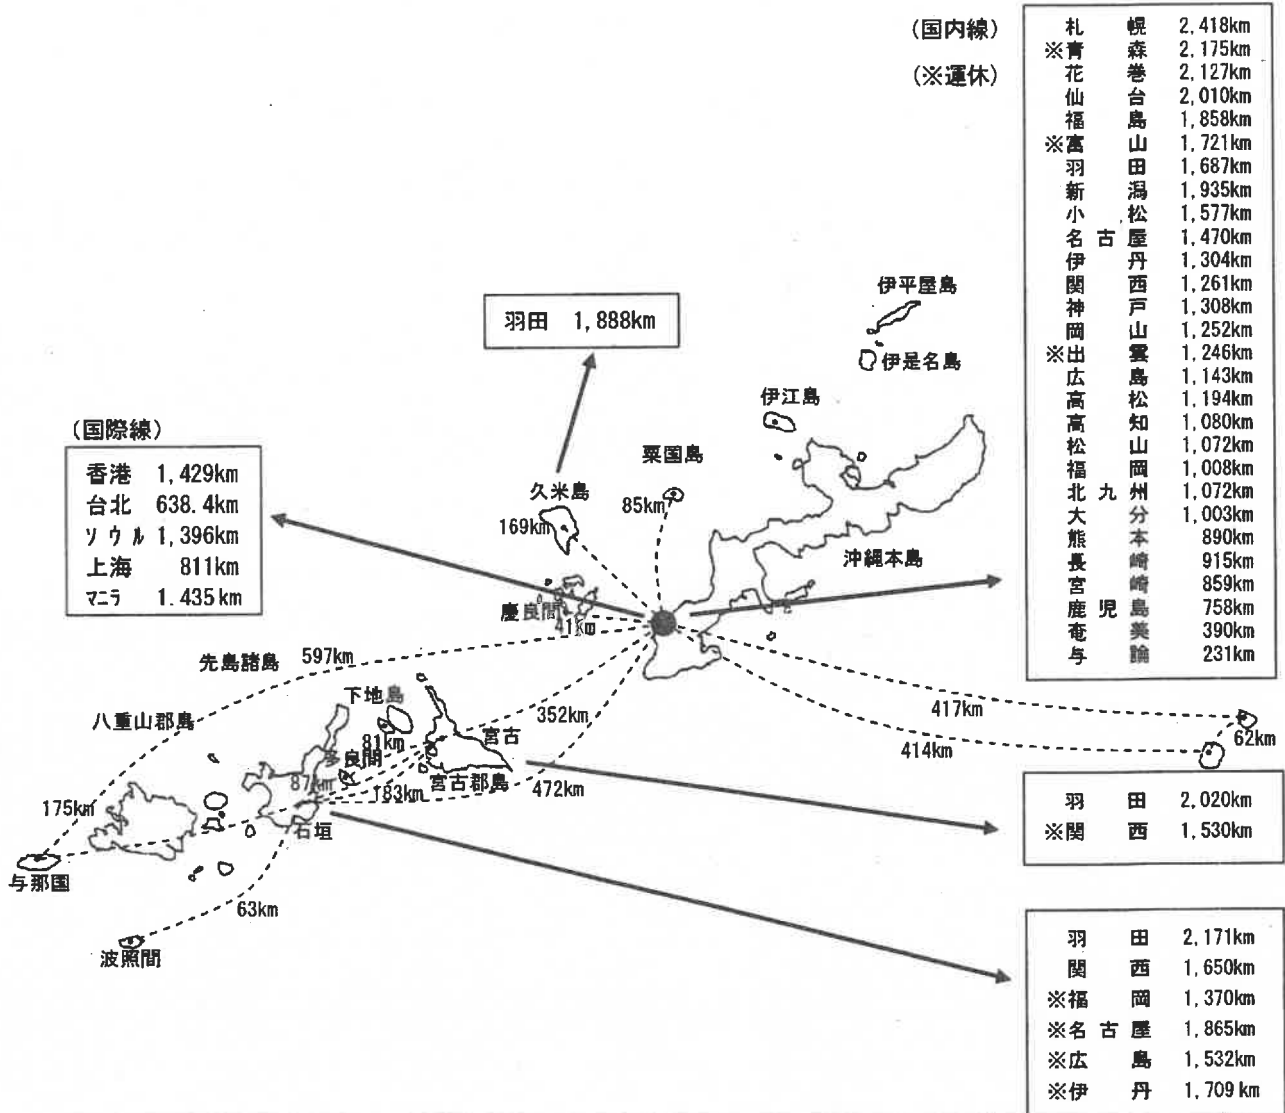 (国内線)
(※運休)
札幌 2,418km
※青森 2,175km
花巻 2,127km
仙台 2,010km
福島 1,858km
※富山 1,721km
羽田 1,687km
新潟 1,935km
小松 1,577km
名古屋 1,470km
伊丹 1,304km
関西 1,261km
神戸 1,308km
岡山 1,252km
※出雲 1,246km
広島 1,143km
高松 1,194km
高知 1,080km
松山 1,072km
福岡 1,008km
北九州 1,072km
大分 1,003km
熊本 890km
長崎 915km
宮崎 859km
鹿児島 758km
奄美 390km
与論 231km
伊平屋島
羽田 1,888km
伊是名島
伊江島
(国際線)
香港 1,429km
台北 638.4km
ソウル 1,396km
上海 811km
マニラ 1.435km
粟国島
久米島
85km
169km
沖縄本島
慶良間
41km
先島諸島
597km
下地島
八重山郡島
352km
417km
81km
宮古
414km
62km
多良間
宮古郡島
87km
183km
472km
175km
石垣
与那国
63km
波照間
羽田 2,020km
※関西 1,530km
羽田 2,171km
関西 1,650km
※福岡 1,370km
※名古屋 1,865km
※広島 1,532km
※伊丹 1,709km